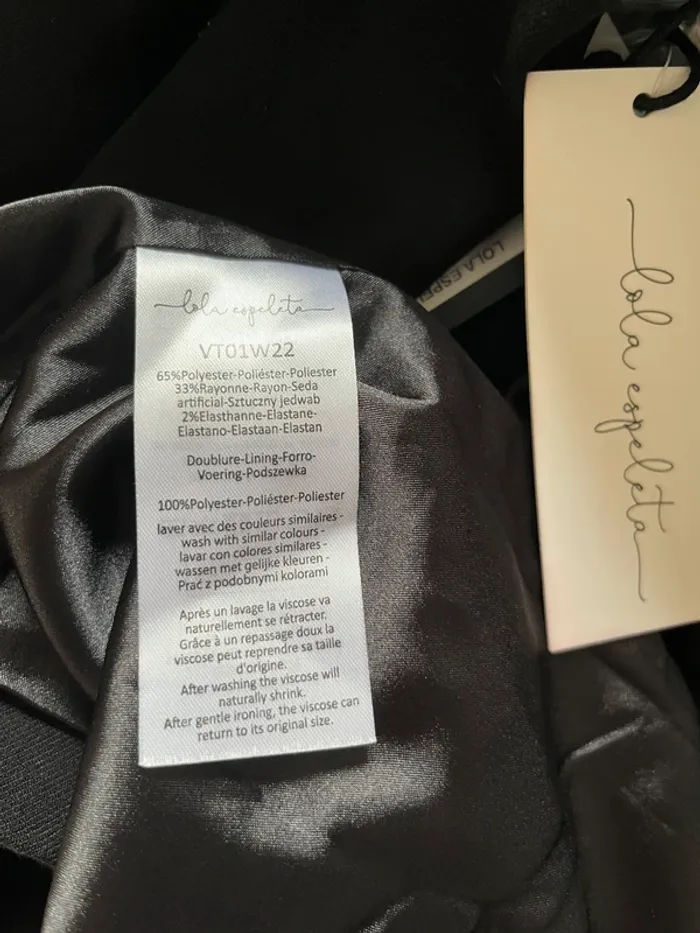 lola espeleta
VT01W22
65%Polyester-Poliéster-Poliester
33%Rayonne-Rayon-Seda
artificial-Sztuczny jedwab
2%Elasthanne-Elastane-
Elastano-Elastaan-Elastan
Doublure-Lining-Forro-
Voering-Podszewka
100%Polyester-Poliéster-Poliester
laver avec des couleurs similaires -
wash with similar colours -
lavar con colores similares -
wassen met gelijke kleuren -
Prać z podobnymi kolorami
Après un lavage la viscose va
naturellement se rétracter.
Grâce à un repassage doux la
viscose peut reprendre sa taille
d'origine.
After washing the viscose will
naturally shrink.
After gentle ironing, the viscose can
return to its original size.
LOLA ESPE
lola espeleta